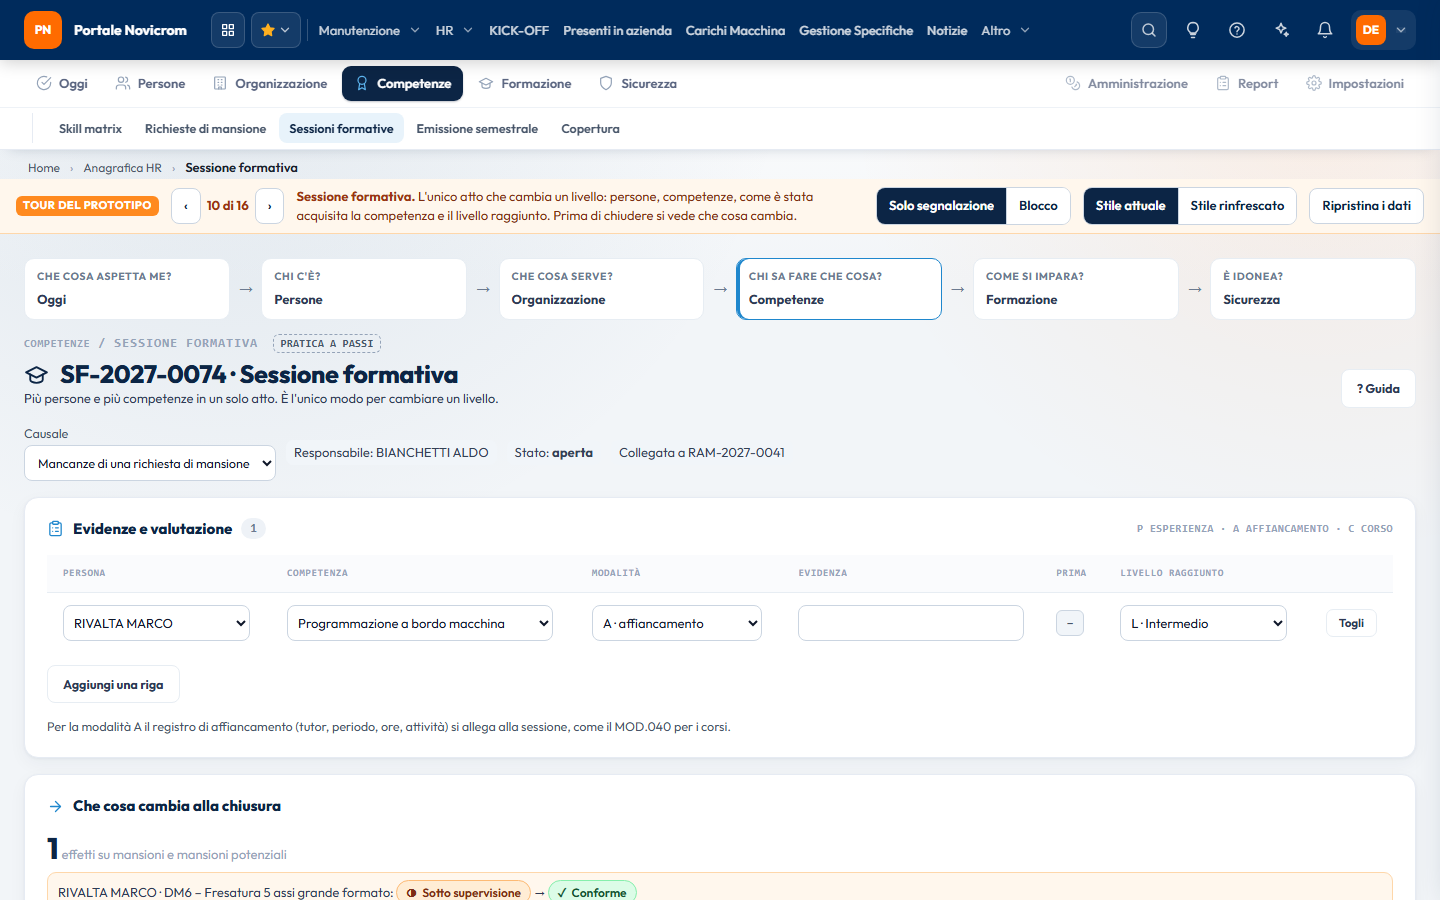 PN Portale Novicrom Manutenzione HR KICK-OFF Presenti in azienda Carichi Macchina Gestione Specifiche Notizie Altro DE
Oggi Persone Organizzazione Competenze Formazione Sicurezza Amministrazione Report Impostazioni
Skill matrix Richieste di mansione Sessioni formative Emissione semestrale Copertura
Home › Anagrafica HR › Sessione formativa
TOUR DEL PROTOTIPO ‹ 10 di 16 › Sessione formativa. L'unico atto che cambia un livello: persone, competenze, come è stata
acquisita la competenza e il livello raggiunto. Prima di chiudere si vede che cosa cambia.
Solo segnalazione Blocco Stile attuale Stile rinfrescato Ripristina i dati
CHE COSA ASPETTA ME? CHI C'È? CHE COSA SERVE? CHI SA FARE CHE COSA? COME SI IMPARA? È IDONEA?
Oggi → Persone → Organizzazione → Competenze → Formazione → Sicurezza
COMPETENZE / SESSIONE FORMATIVA PRATICA A PASSI
SF-2027-0074 · Sessione formativa
Più persone e più competenze in un solo atto. È l'unico modo per cambiare un livello.
? Guida
Causale
Mancanze di una richiesta di mansione Responsabile: BIANCHETTI ALDO Stato: aperta Collegata a RAM-2027-0041
Evidenze e valutazione 1 P ESPERIENZA · A AFFIANCAMENTO · C CORSO
PERSONA COMPETENZA MODALITÀ EVIDENZA PRIMA LIVELLO RAGGIUNTO
RIVALTA MARCO Programmazione a bordo macchina A · affiancamento – L · Intermedio Togli
Aggiungi una riga
Per la modalità A il registro di affiancamento (tutor, periodo, ore, attività) si allega alla sessione, come il MOD.040 per i corsi.
Che cosa cambia alla chiusura
1 effetti su mansioni e mansioni potenziali
RIVALTA MARCO · DM6 – Fresatura 5 assi grande formato: Sotto supervisione → ✓ Conforme